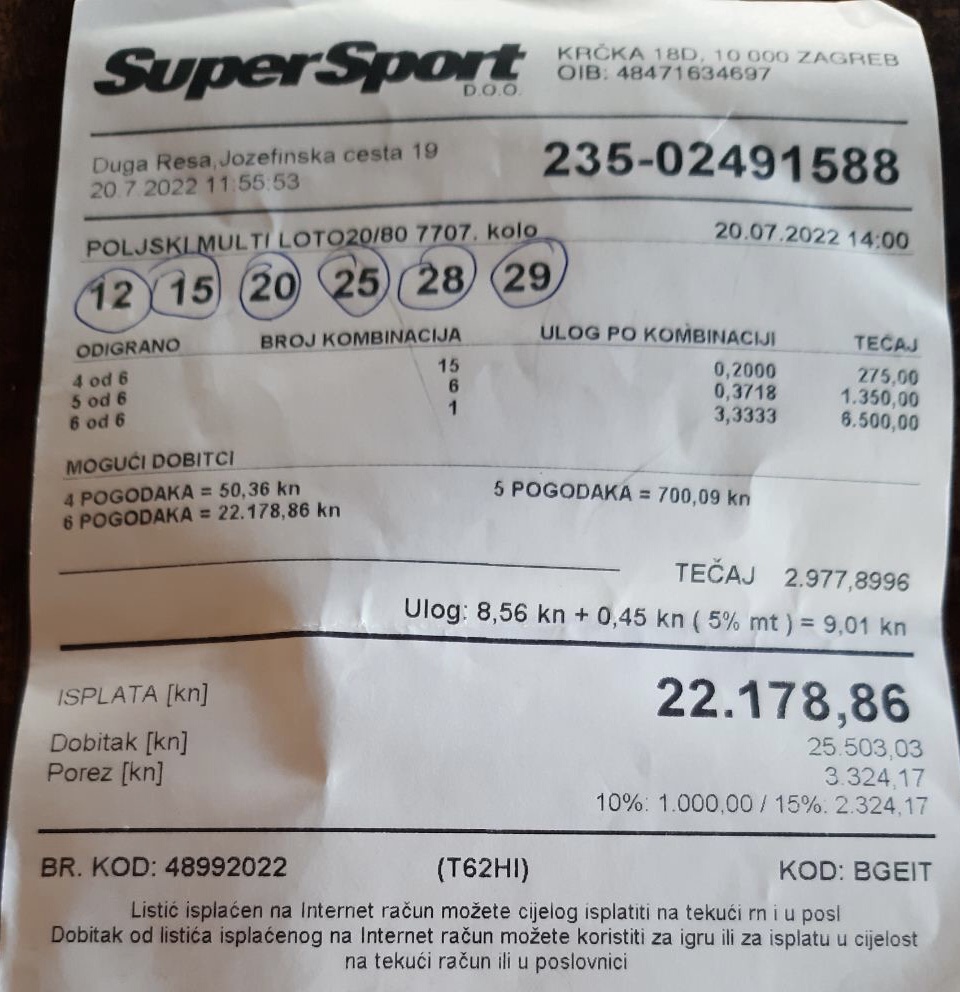 SuperSport
D.O.O.
KRČKA 18D, 10 000 ZAGREB
OIB: 48471634697
Duga Resa,Jozefinska cesta 19
20.7.2022 11:55:53
235-02491588
POLJSKI MULTI LOTO20/80 7707. kolo
20.07.2022 14:00
12 15 20 25 28 29
ODIGRANO BROJ KOMBINACIJA ULOG PO KOMBINACIJI TEČAJ
4 od 6 15 0,2000 275,00
5 od 6 6 0,3718 1.350,00
6 od 6 1 3,3333 6.500,00
MOGUĆI DOBITCI
4 POGODAKA = 50,36 kn 5 POGODAKA = 700,09 kn
6 POGODAKA = 22.178,86 kn
TEČAJ 2.977,8996
Ulog: 8,56 kn + 0,45 kn ( 5% mt ) = 9,01 kn
ISPLATA [kn] 22.178,86
Dobitak [kn] 25.503,03
Porez [kn] 3.324,17
10%: 1.000,00 / 15%: 2.324,17
BR. KOD: 48992022 (T62HI) KOD: BGEIT
Listić isplaćen na Internet račun možete cijelog isplatiti na tekući rn i u posl
Dobitak od listića isplaćenog na Internet račun možete koristiti za igru ili za isplatu u cijelost
na tekući račun ili u poslovnici